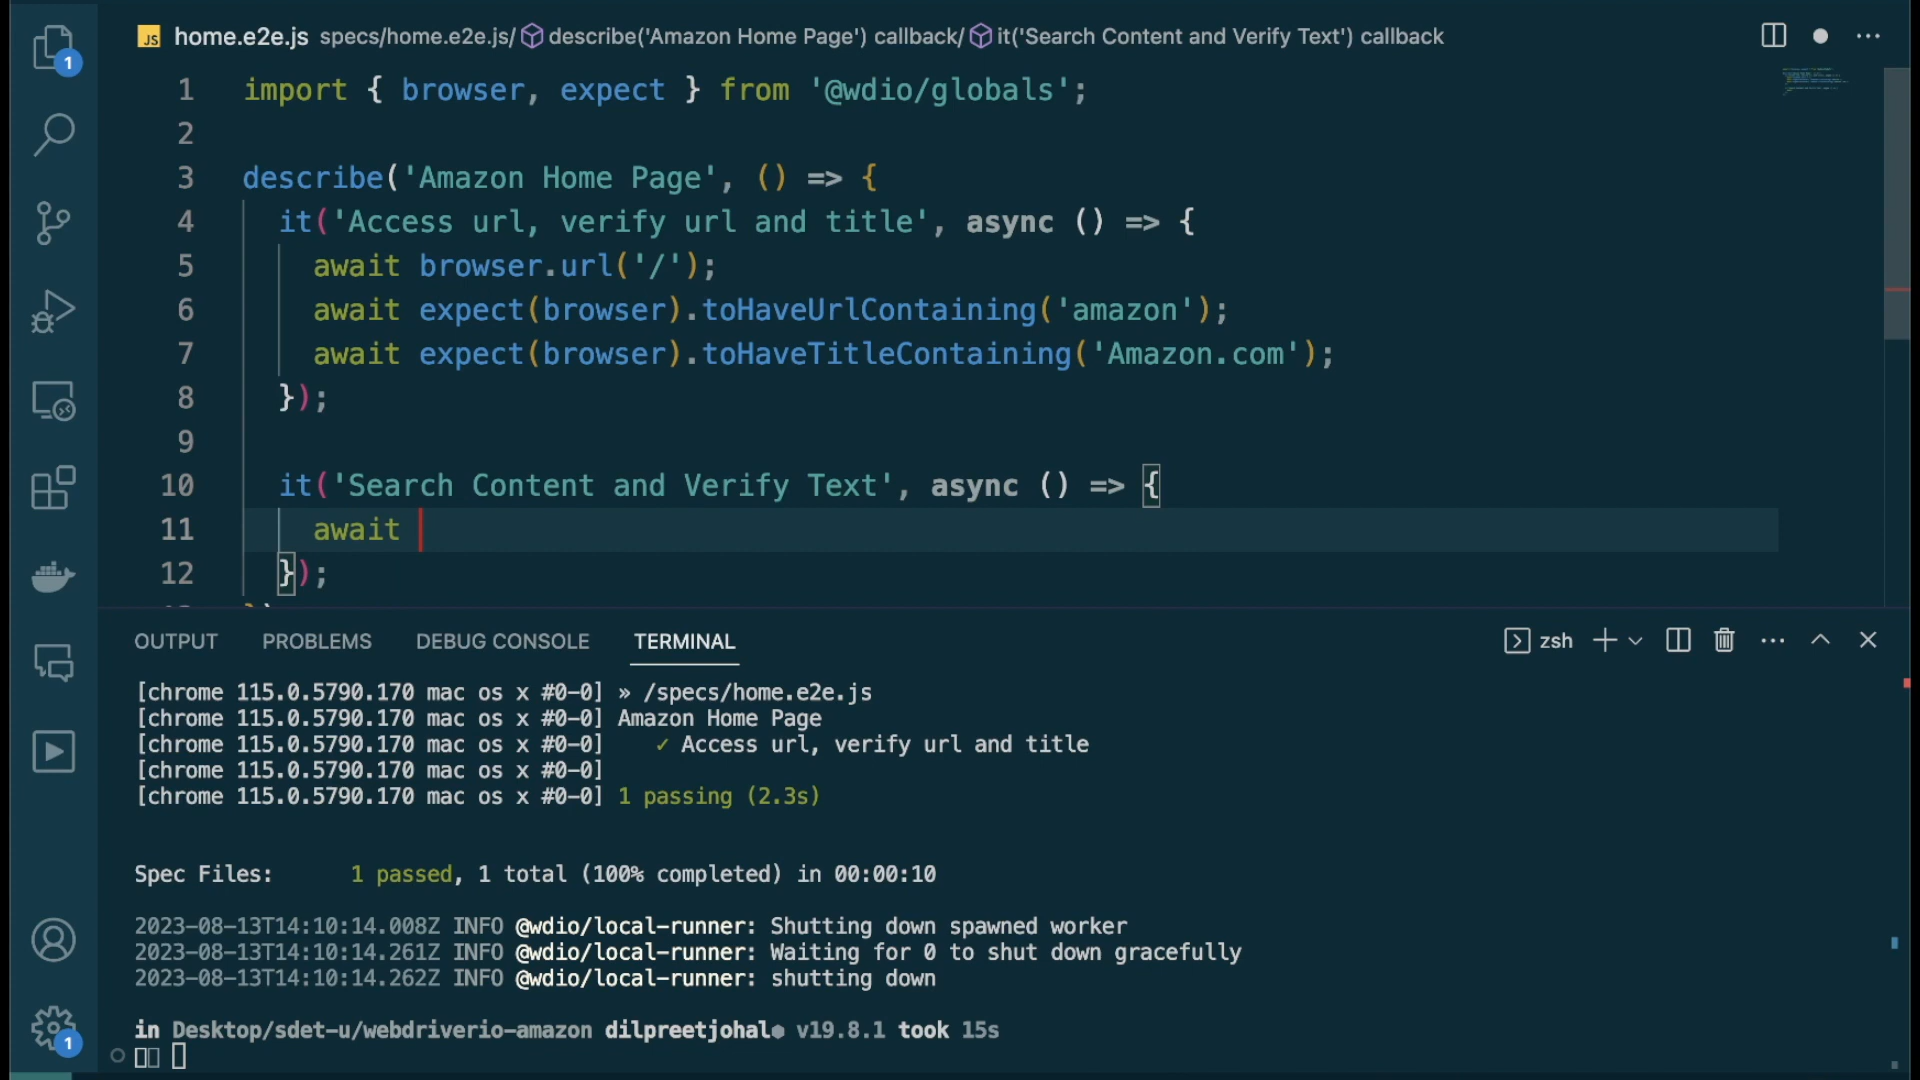 1
JS home.e2e.js specs/home.e2e.js/ describe('Amazon Home Page') callback/ it('Search Content and Verify Text') callback
1 import { browser, expect } from '@wdio/globals';
2
3 describe('Amazon Home Page', () => {
4 it('Access url, verify url and title', async () => {
5 await browser.url('/');
6 await expect(browser).toHaveUrlContaining('amazon');
7 await expect(browser).toHaveTitleContaining('Amazon.com');
8 });
9
10 it('Search Content and Verify Text', async () => {
11 await
12 });
OUTPUT PROBLEMS DEBUG CONSOLE TERMINAL zsh
[chrome 115.0.5790.170 mac os x #0-0] » /specs/home.e2e.js
[chrome 115.0.5790.170 mac os x #0-0] Amazon Home Page
[chrome 115.0.5790.170 mac os x #0-0] ✓ Access url, verify url and title
[chrome 115.0.5790.170 mac os x #0-0]
[chrome 115.0.5790.170 mac os x #0-0] 1 passing (2.3s)
Spec Files: 1 passed, 1 total (100% completed) in 00:00:10
2023-08-13T14:10:14.008Z INFO @wdio/local-runner: Shutting down spawned worker
2023-08-13T14:10:14.261Z INFO @wdio/local-runner: Waiting for 0 to shut down gracefully
2023-08-13T14:10:14.262Z INFO @wdio/local-runner: shutting down
in Desktop/sdet-u/webdriverio-amazon dilpreetjohal v19.8.1 took 15s
1